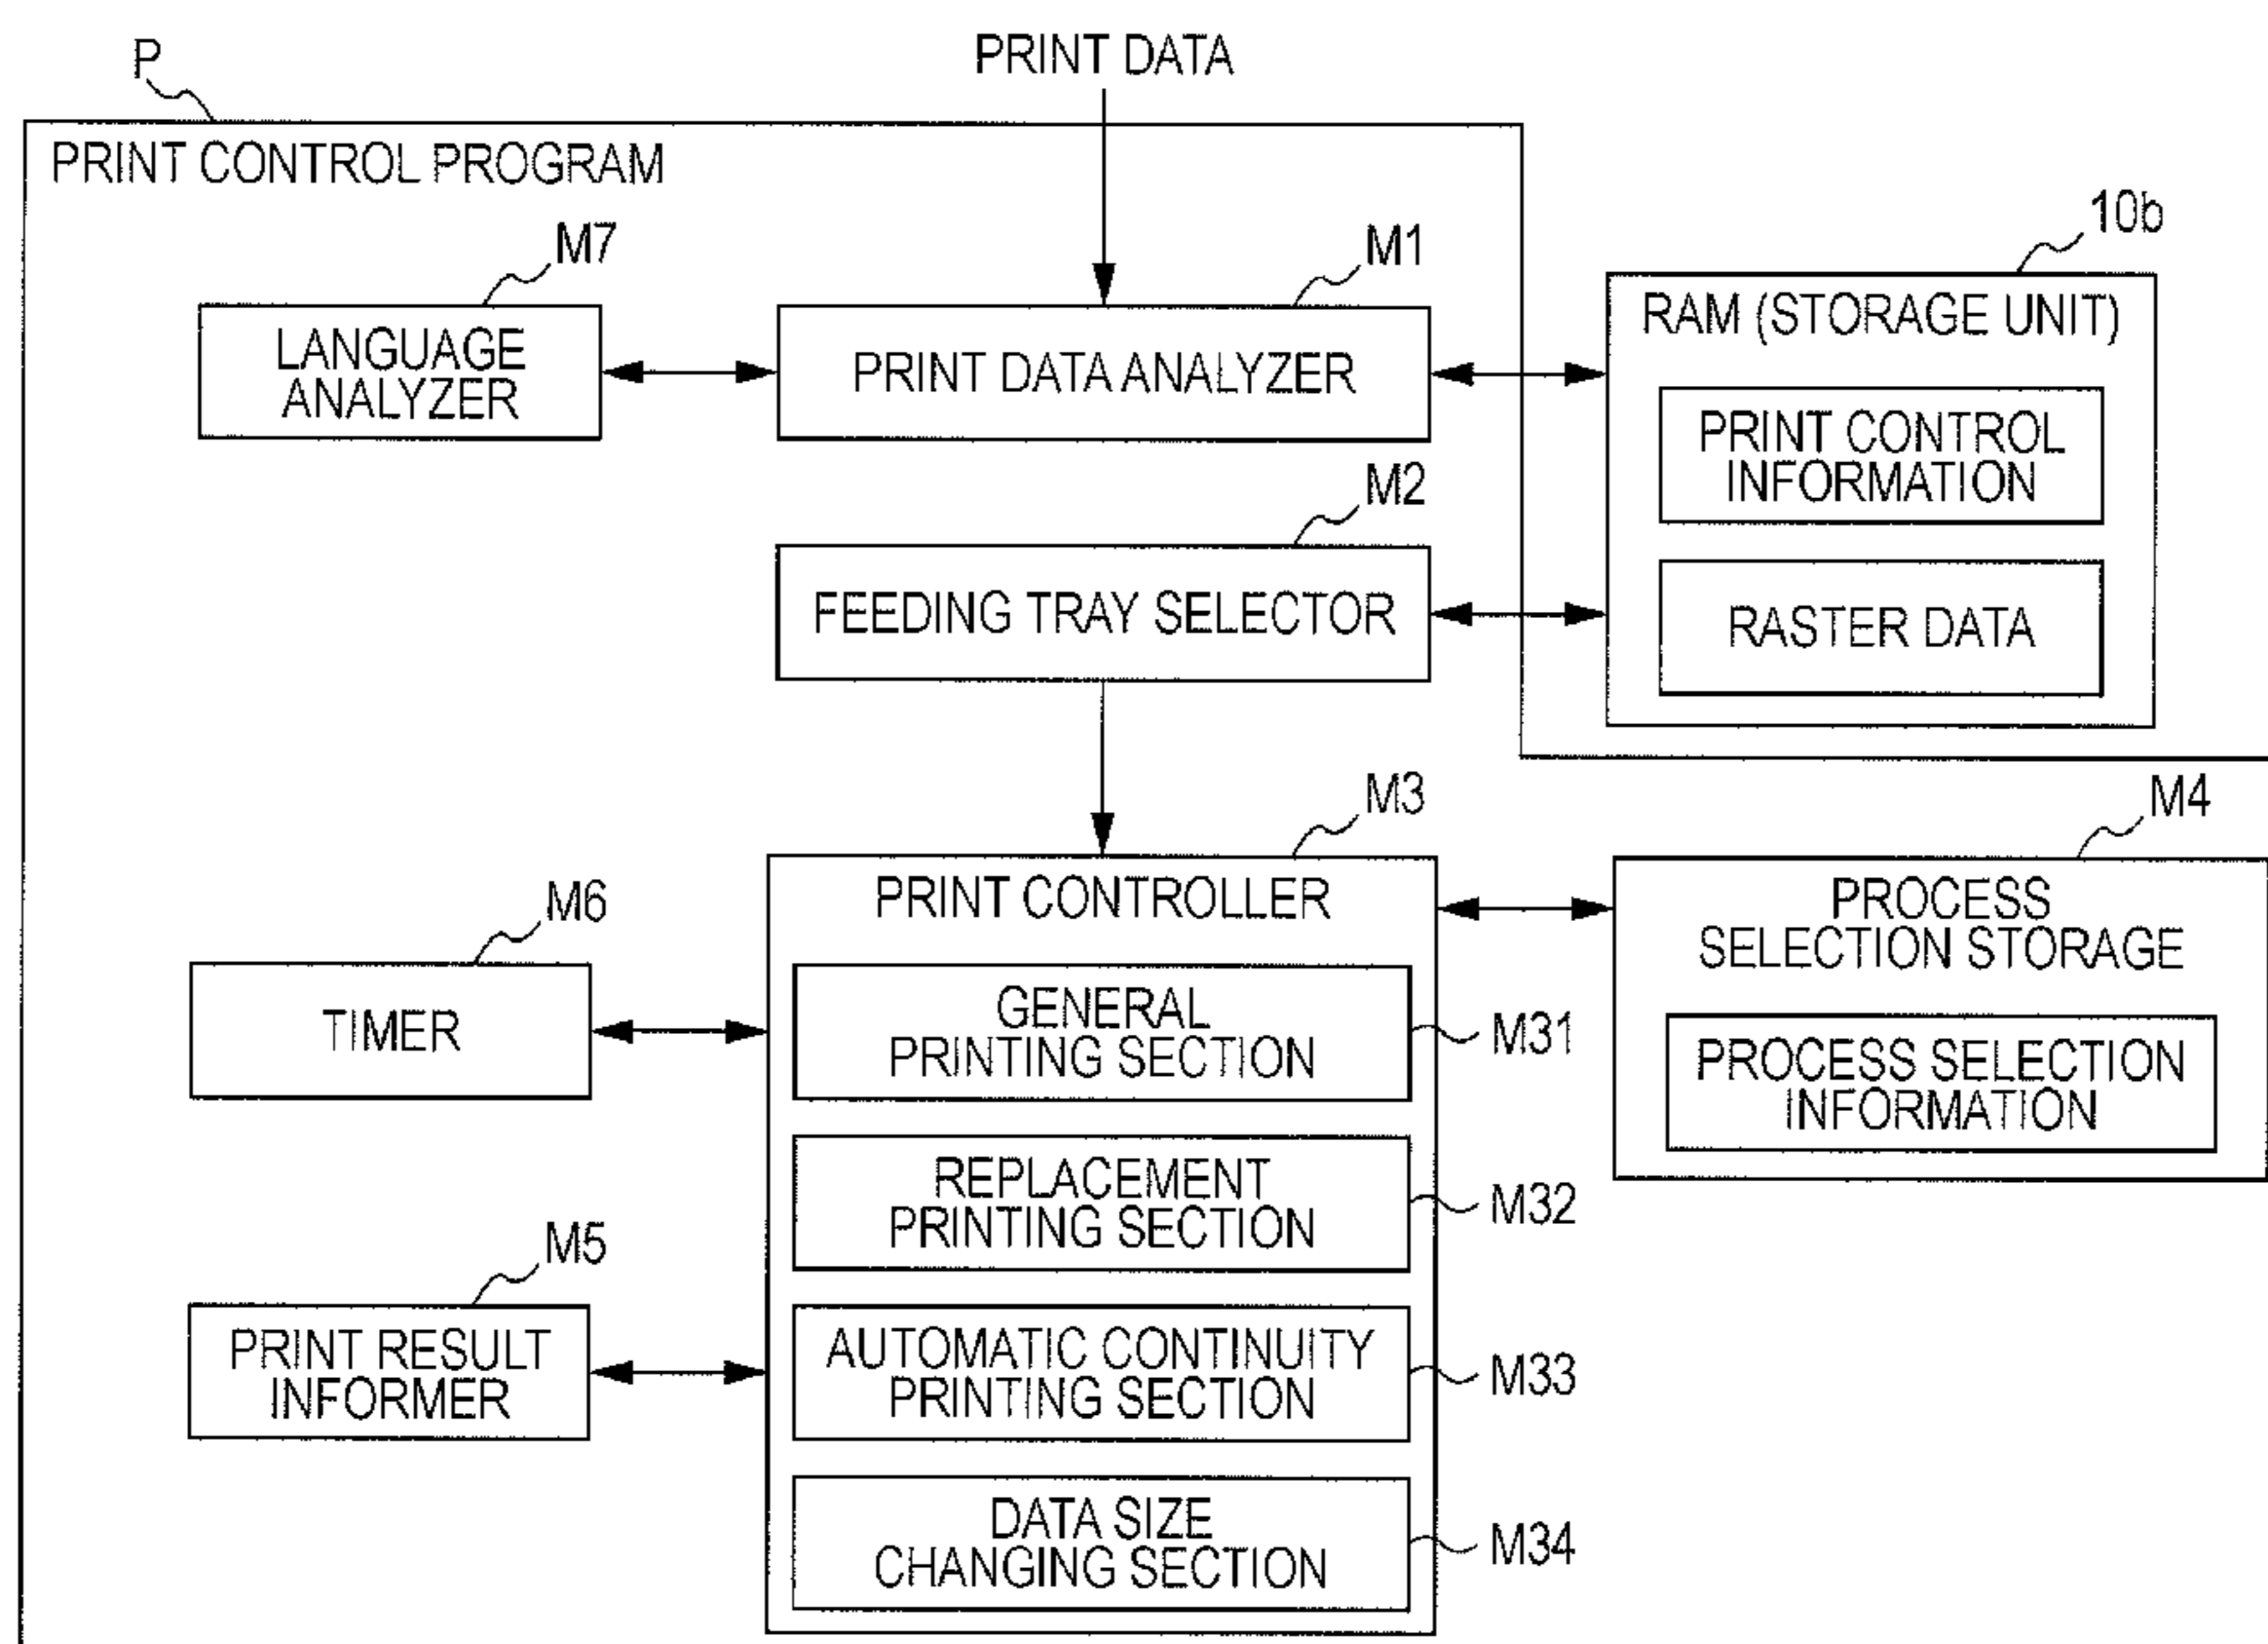 P
PRINT DATA
PRINT CONTROL PROGRAM
M7
M1
10b
LANGUAGE
ANALYZER
PRINT DATA ANALYZER
RAM (STORAGE UNIT)
PRINT CONTROL
INFORMATION
M2
FEEDING TRAY SELECTOR
RASTER DATA
M3
M4
PRINT CONTROLLER
PROCESS
SELECTION STORAGE
M6
TIMER
GENERAL
PRINTING SECTION
M31
PROCESS SELECTION
INFORMATION
REPLACEMENT
PRINTING SECTION
M32
M5
PRINT RESULT
INFORMER
AUTOMATIC CONTINUITY
PRINTING SECTION
M33
DATA SIZE
CHANGING SECTION
M34